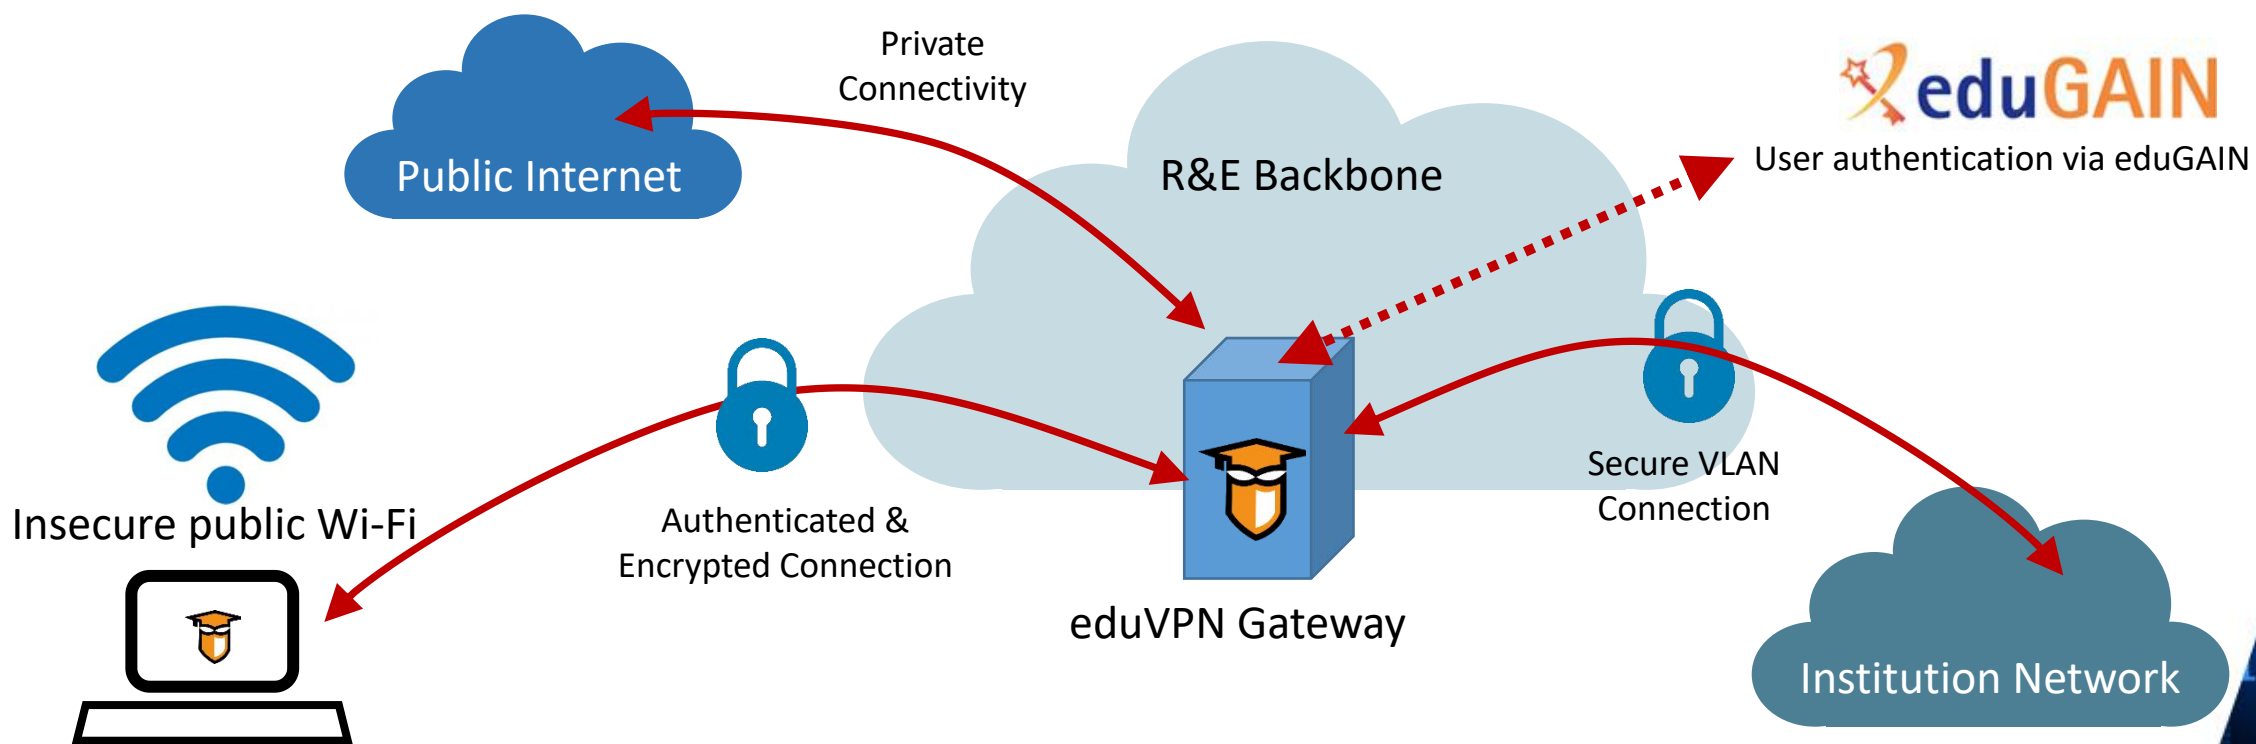 Private
Connectivity
Public Internet
R&E Backbone
eduGAIN
User authentication via eduGAIN
Insecure public Wi-Fi
Authenticated &
Encrypted Connection
eduVPN Gateway
Secure VLAN
Connection
Institution Network